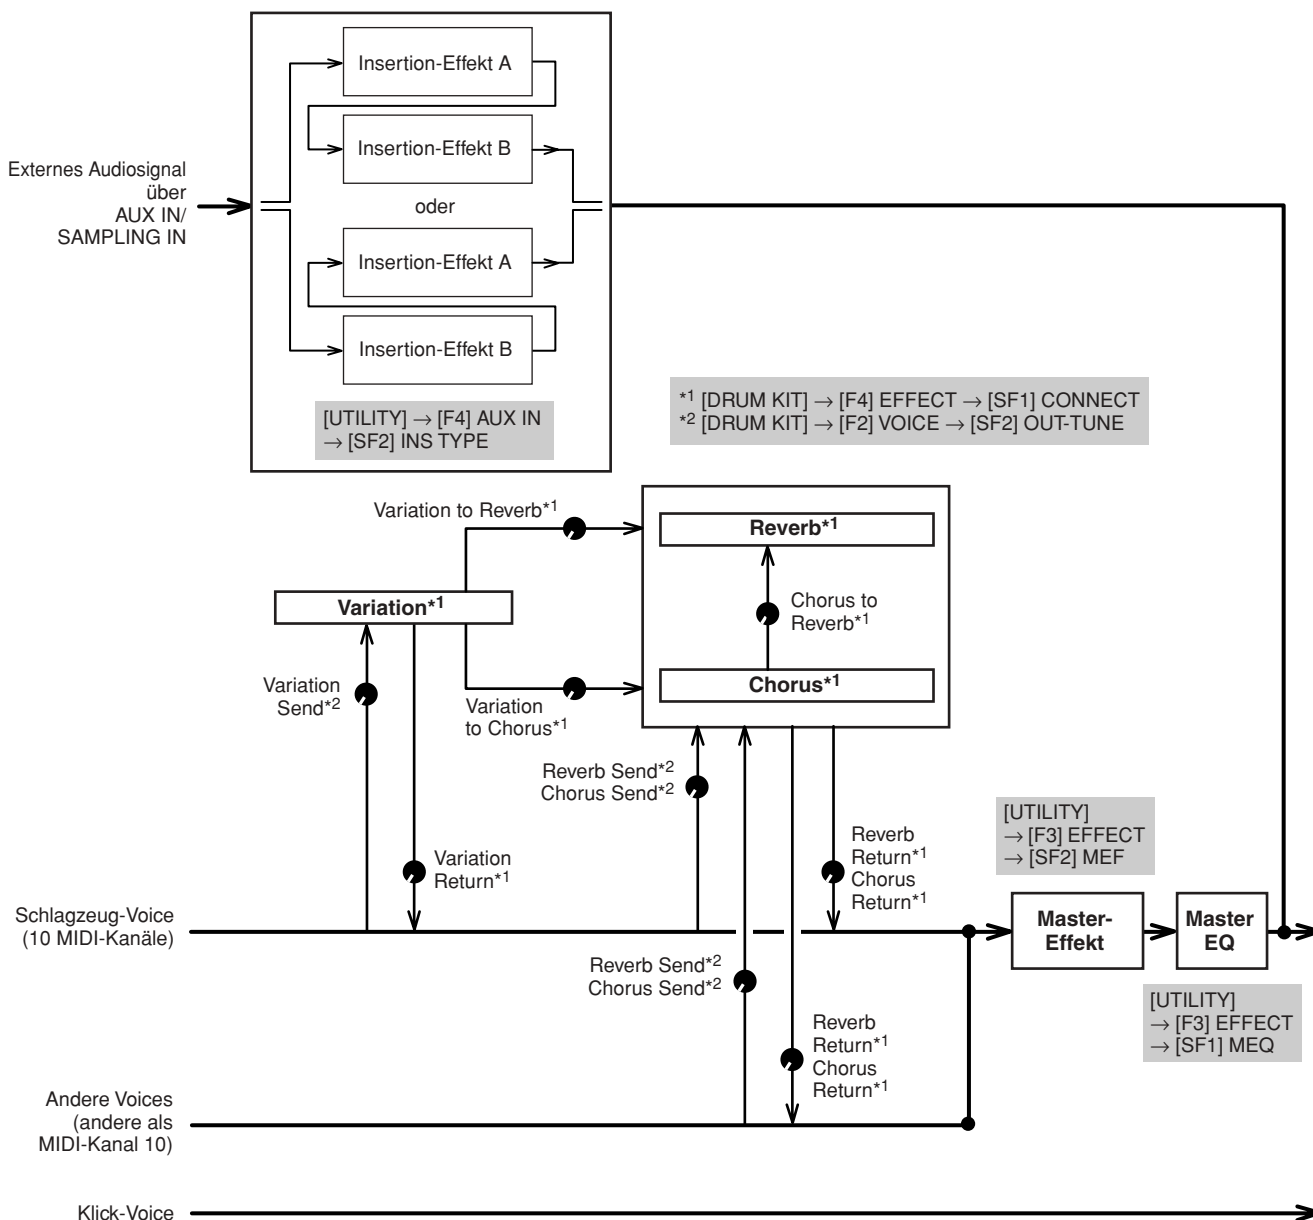 Insertion-Effekt A
Insertion-Effekt B
Externes Audiosignal
über
AUX IN/
SAMPLING IN
oder
Insertion-Effekt A
Insertion-Effekt B
[UTILITY] → [F4] AUX IN
→ [SF2] INS TYPE
*1 [DRUM KIT] → [F4] EFFECT → [SF1] CONNECT
*2 [DRUM KIT] → [F2] VOICE → [SF2] OUT-TUNE
Variation to Reverb*1
Reverb*1
Variation*1
Chorus to
Reverb*1
Variation
Send*2
Variation
to Chorus*1
Chorus*1
Reverb Send*2
Chorus Send*2
Variation
Return*1
Reverb
Return*1
Chorus
Return*1
[UTILITY]
→ [F3] EFFECT
→ [SF2] MEF
Schlagzeug-Voice
(10 MIDI-Kanäle)
Master-
Effekt
Master
EQ
Reverb Send*2
Chorus Send*2
[UTILITY]
→ [F3] EFFECT
→ [SF1] MEQ
Reverb
Return*1
Chorus
Return*1
Andere Voices
(andere als
MIDI-Kanal 10)
Klick-Voice